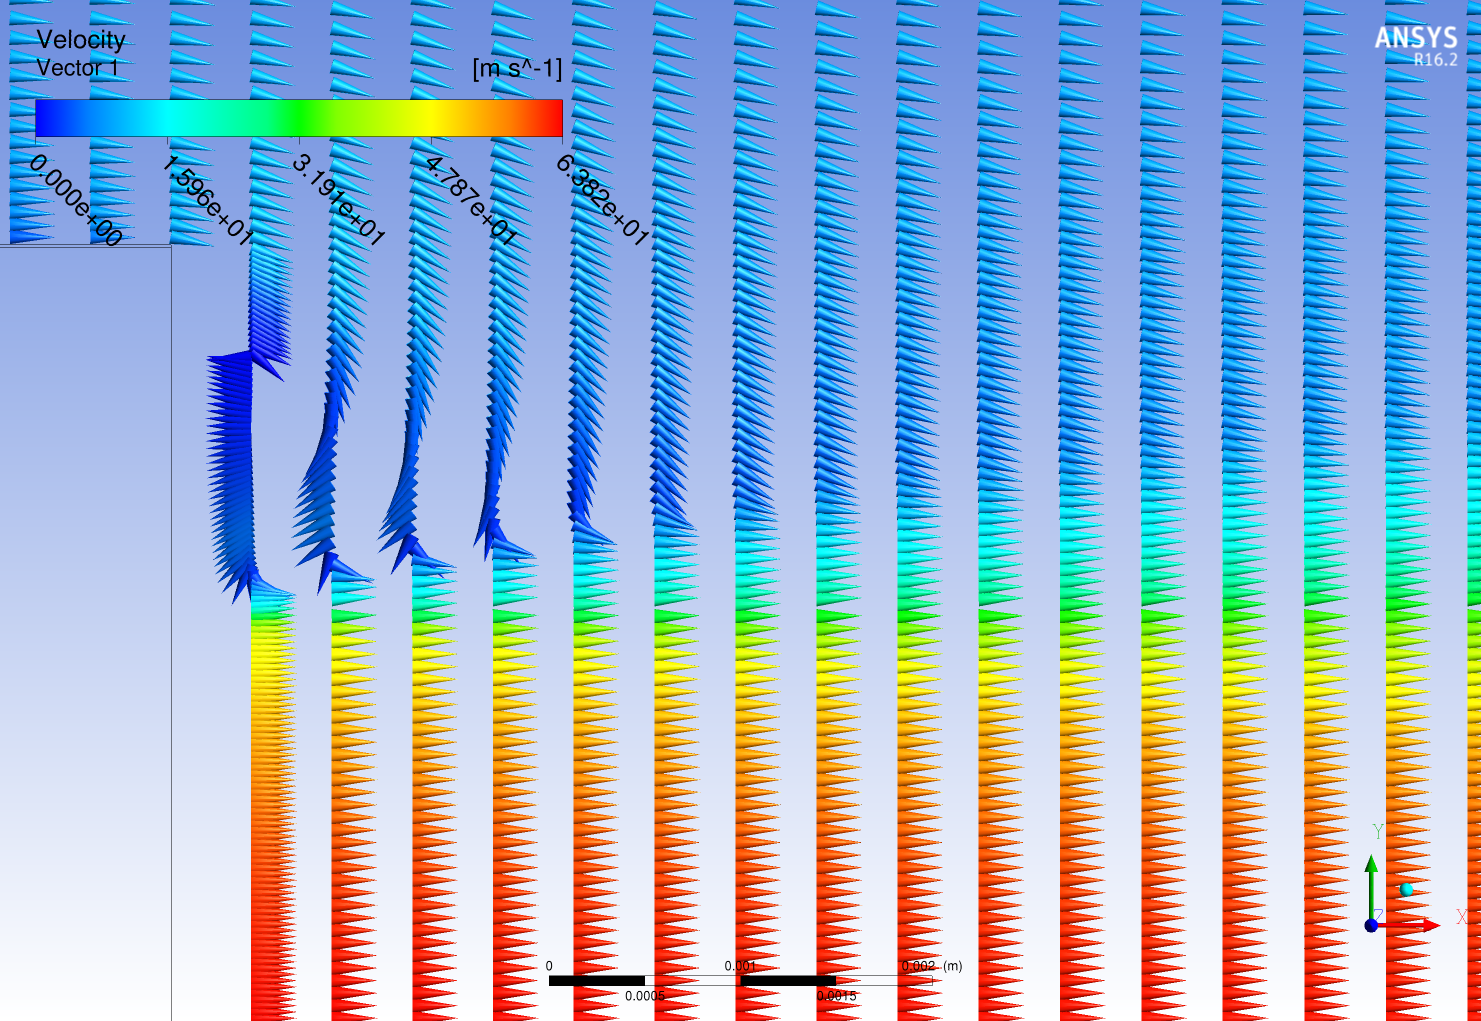 Velocity
Vector 1
[m s^-1]
0.000e+00
1.596e+01
3.191e+01
4.787e+01
6.382e+01
ANSYS
R16.2
Y
Z
X
0
0.001
0.002
(m)
0.0005
0.0015